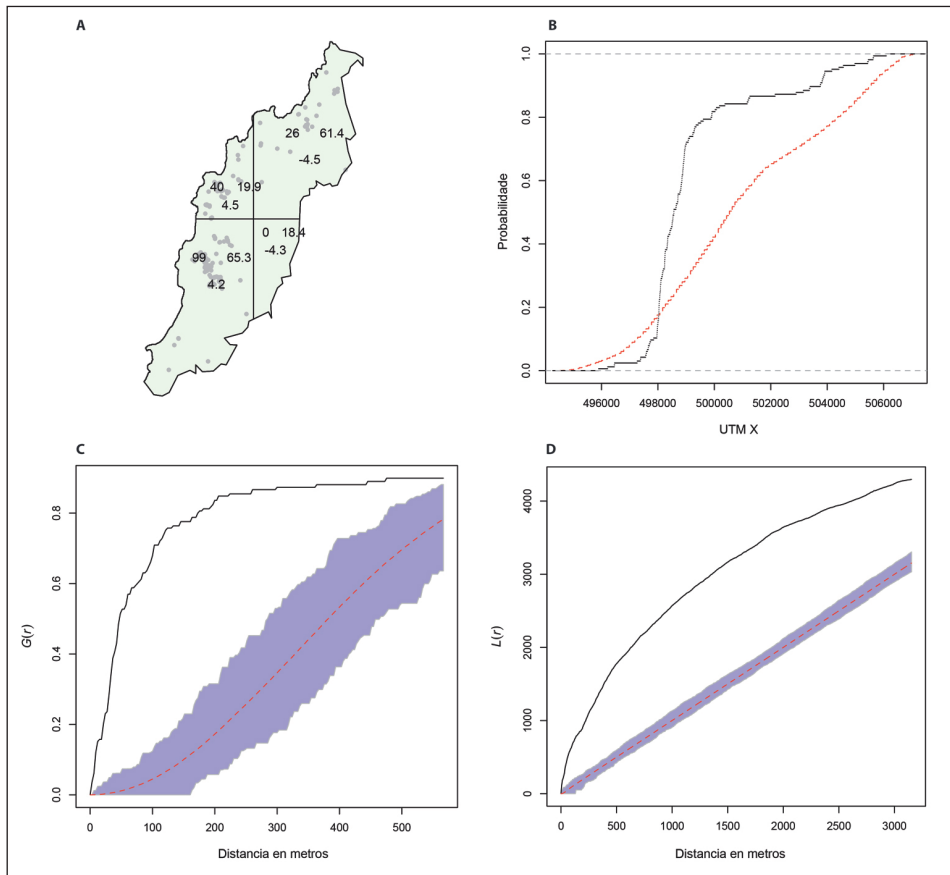 A
26 61.4
-4.5
40 19.9
4.5
0 18.4
-4.3
99 65.3
4.2
B
Probabilidade
1.0
0.8
0.6
0.4
0.2
0.0
496000 498000 500000 502000 504000 506000
UTM X
C
G(r)
0.8
0.6
0.4
0.2
0.0
0 100 200 300 400 500
Distancia en metros
D
L(r)
4000
3000
2000
1000
0
0 500 1000 1500 2000 2500 3000
Distancia en metros